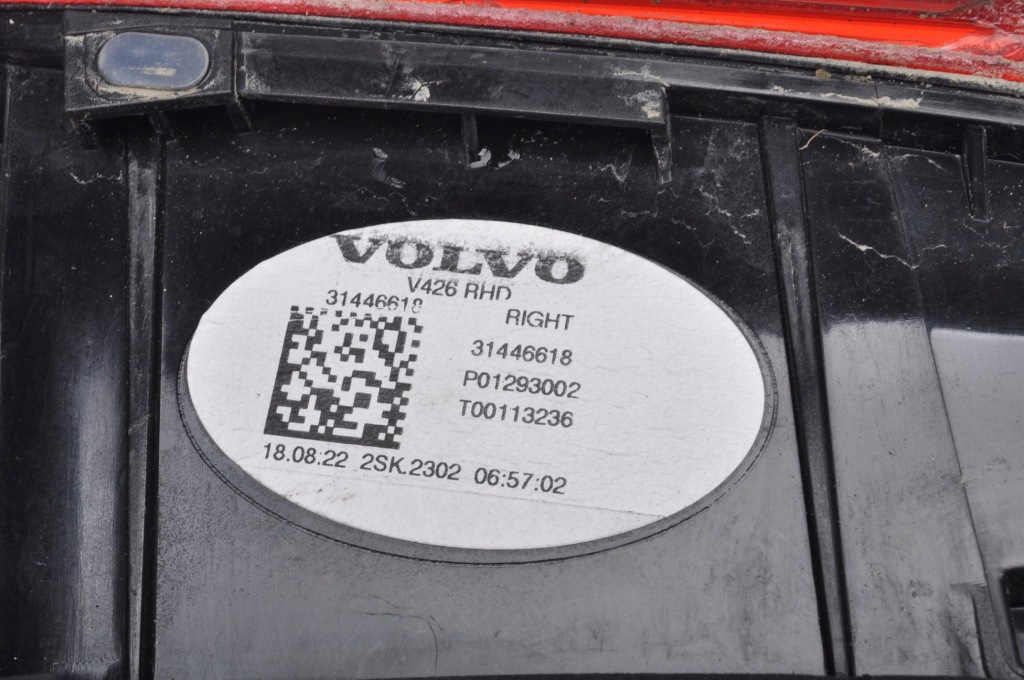 VOLVO
V426 RHD
31446618
RIGHT
31446618
P01293002
T00113236
18.08.22 2SK.2302 06:57:02